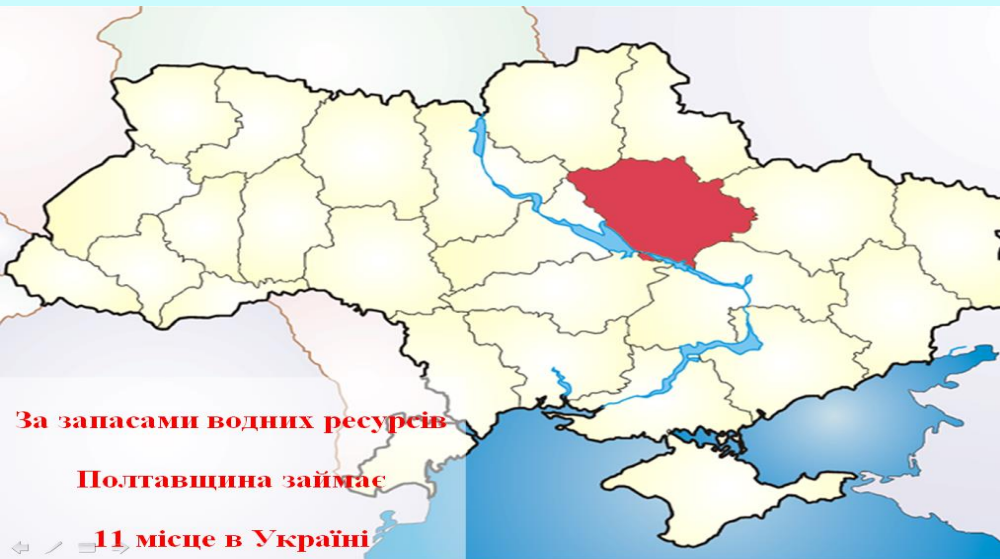 За запасами водних ресурсів
Полтавщина займає
11 місце в Україні